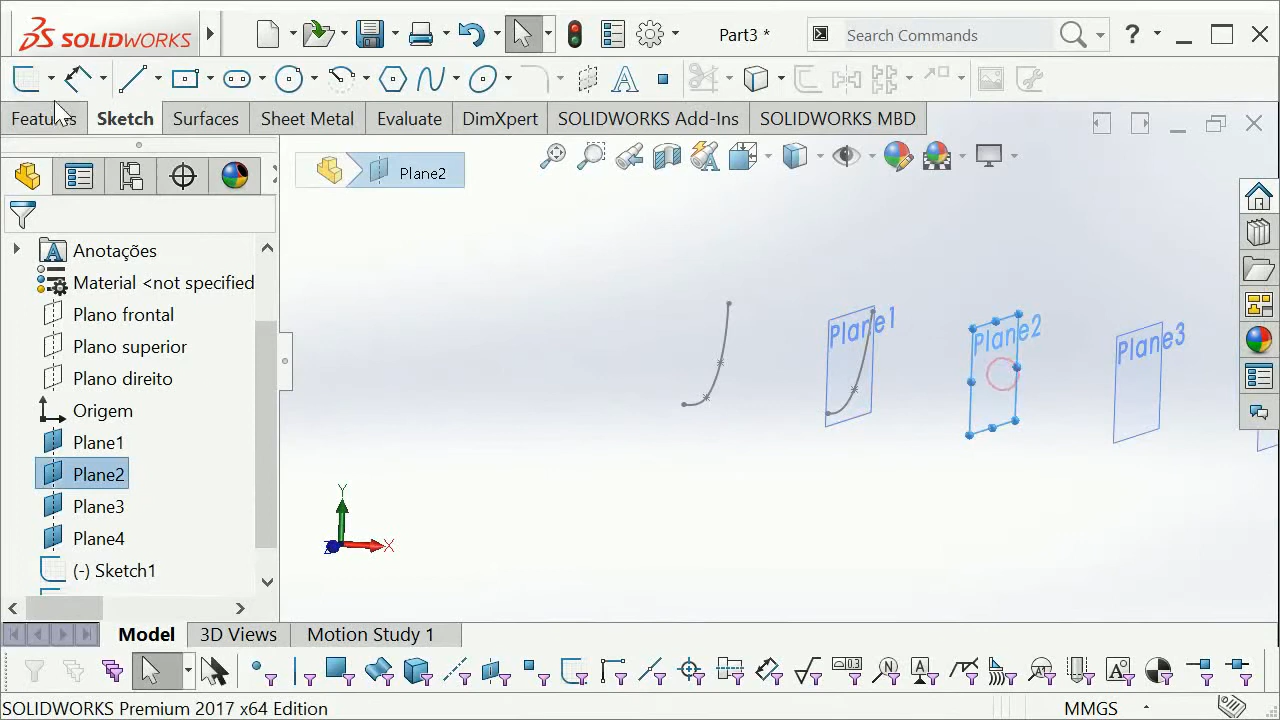 SOLIDWORKS
Part3 *
Search Commands
?
Features
Sketch
Surfaces
Sheet Metal
Evaluate
DimXpert
SOLIDWORKS Add-Ins
SOLIDWORKS MBD
Plane2
Anotações
Material <not specified
Plano frontal
Plano superior
Plano direito
Origem
Plane1
Plane2
Plane3
Plane4
(-) Sketch1
Plane1
Plane2
Plane3
Y
X
Model
3D Views
Motion Study 1
SOLIDWORKS Premium 2017 x64 Edition
MMGS